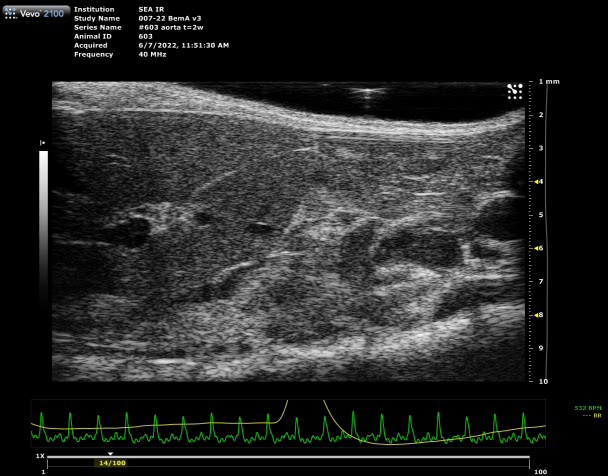 Vevo 2100
Institution SEA IR
Study Name 007-22 BemA v3
Series Name #603 aorta t=2w
Animal ID 603
Acquired 6/7/2022, 11:51:30 AM
Frequency 40 MHz
1 mm
2
3
4
5
6
7
8
9
10
532 BPM
--- RR
1X
14/100
1 100